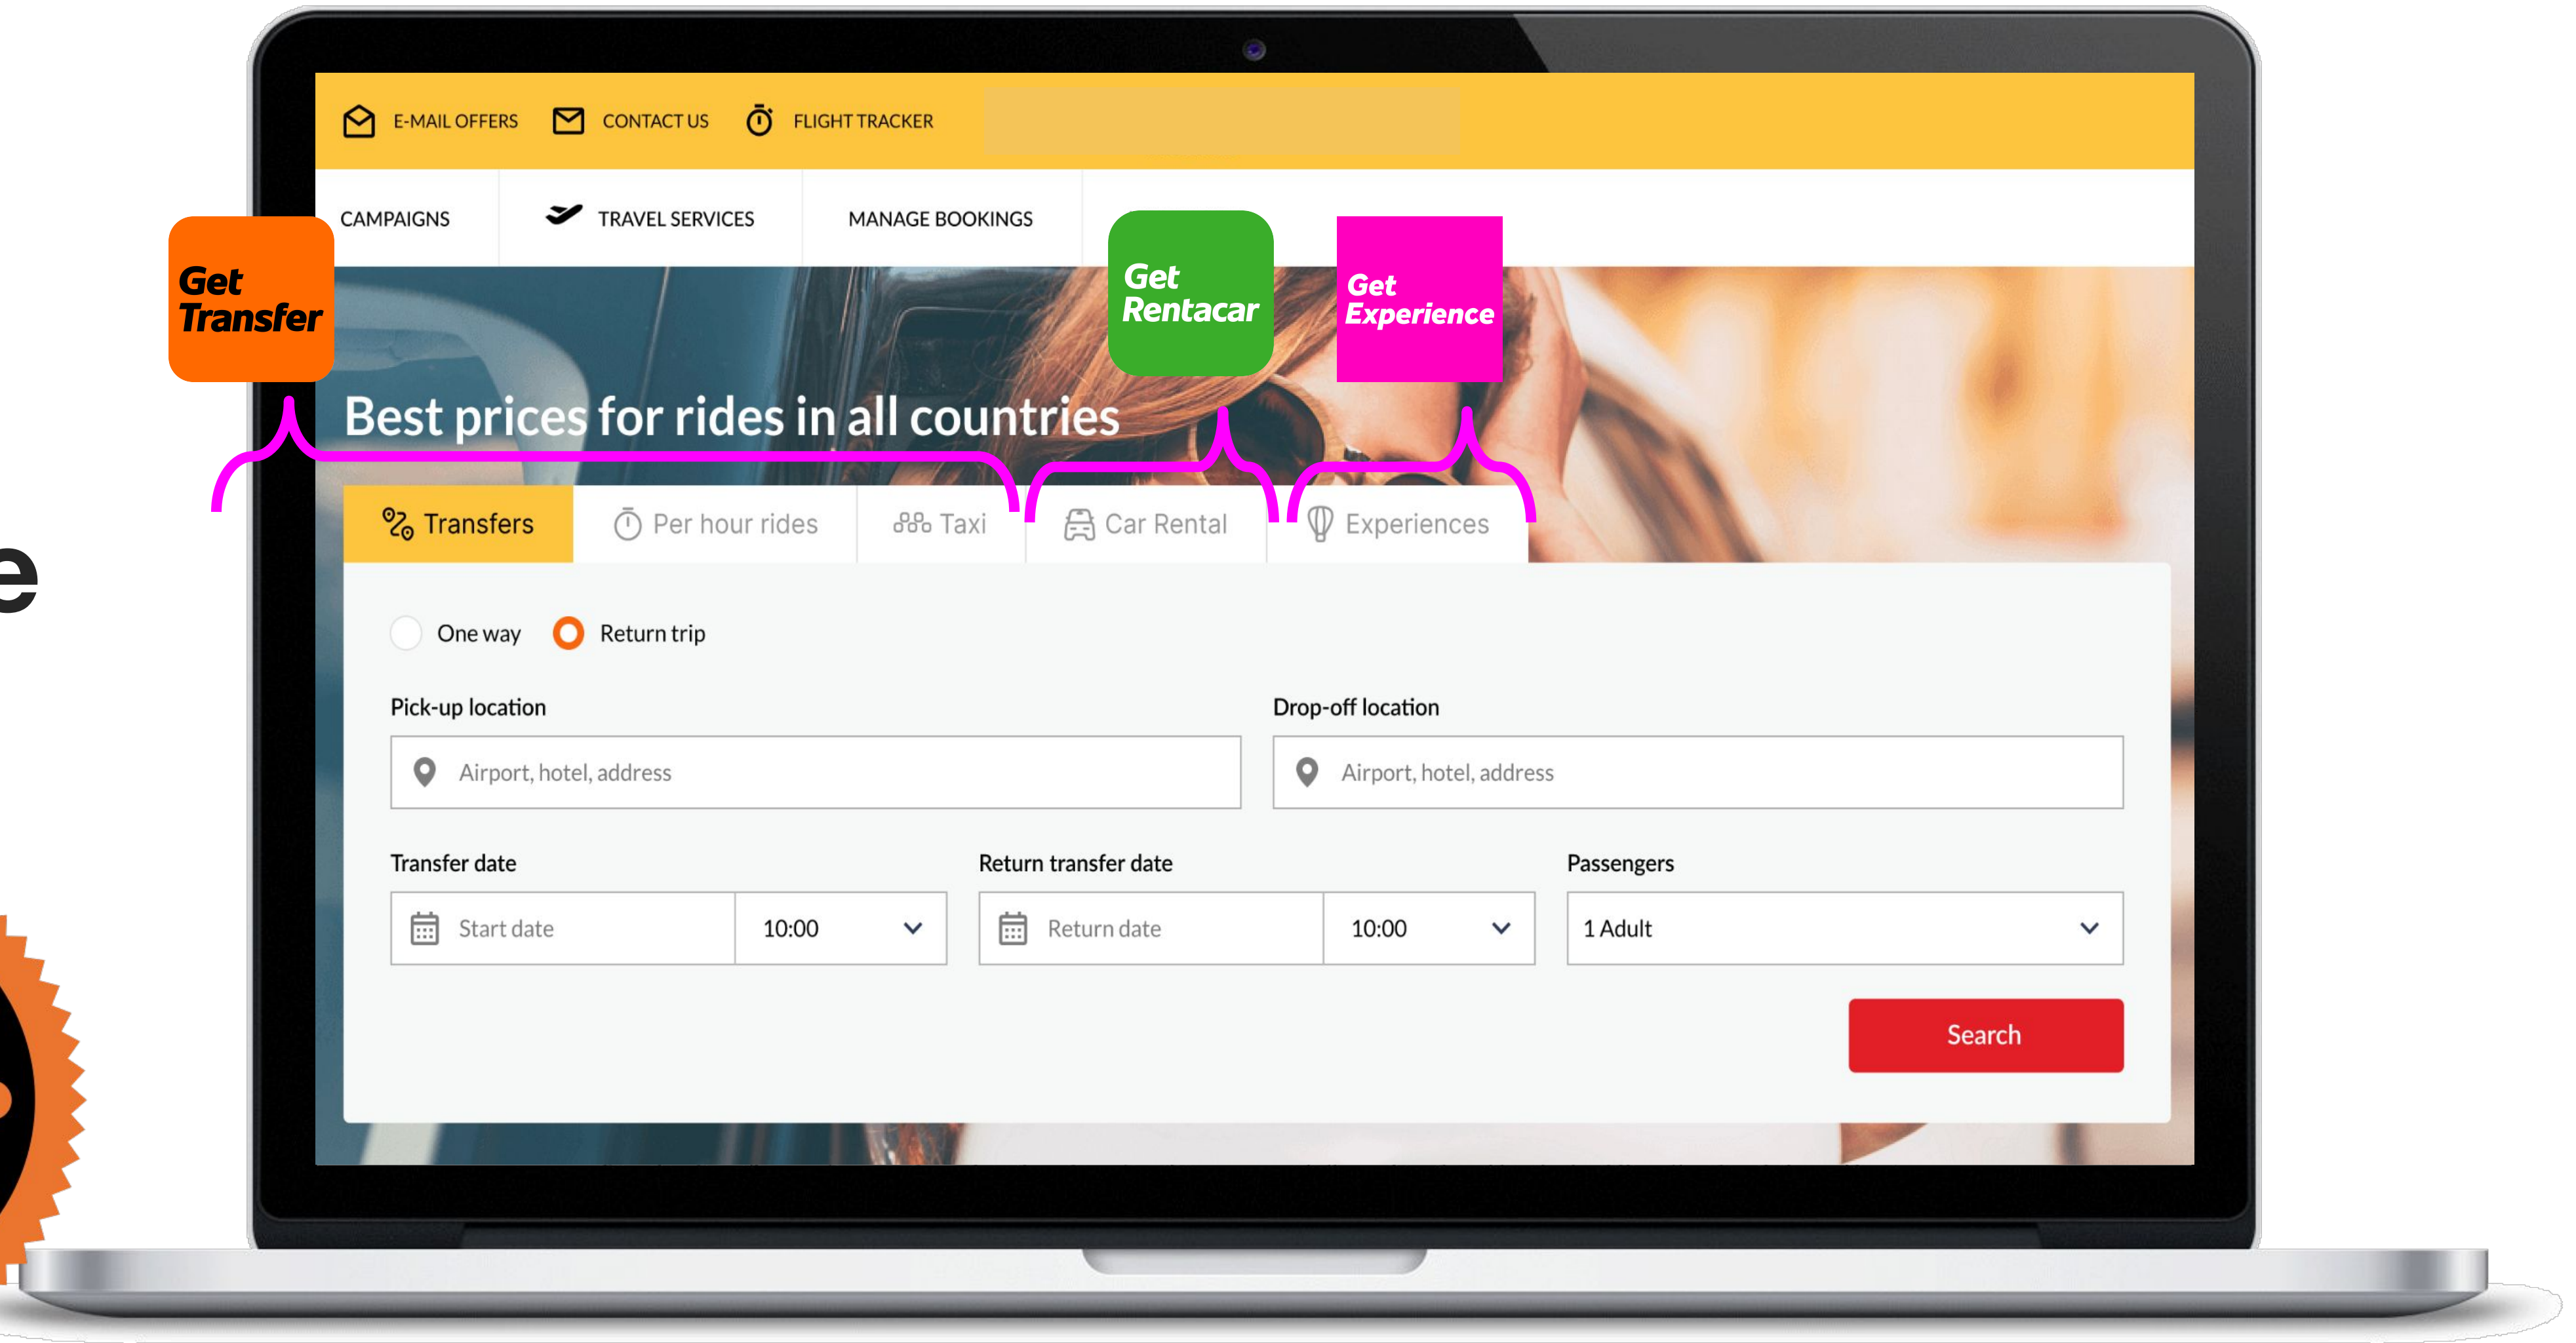 E-MAIL OFFERS
CONTACT US
FLIGHT TRACKER
CAMPAIGNS
TRAVEL SERVICES
MANAGE BOOKINGS
Get
Transfer
Get
Rentacar
Get
Experience
Best prices for rides in all countries
Transfers
Per hour rides
Taxi
Car Rental
Experiences
e
One way
Return trip
Pick-up location
Drop-off location
Airport, hotel, address
Airport, hotel, address
Transfer date
Return transfer date
Passengers
Start date
10:00
Return date
10:00
1 Adult
Search